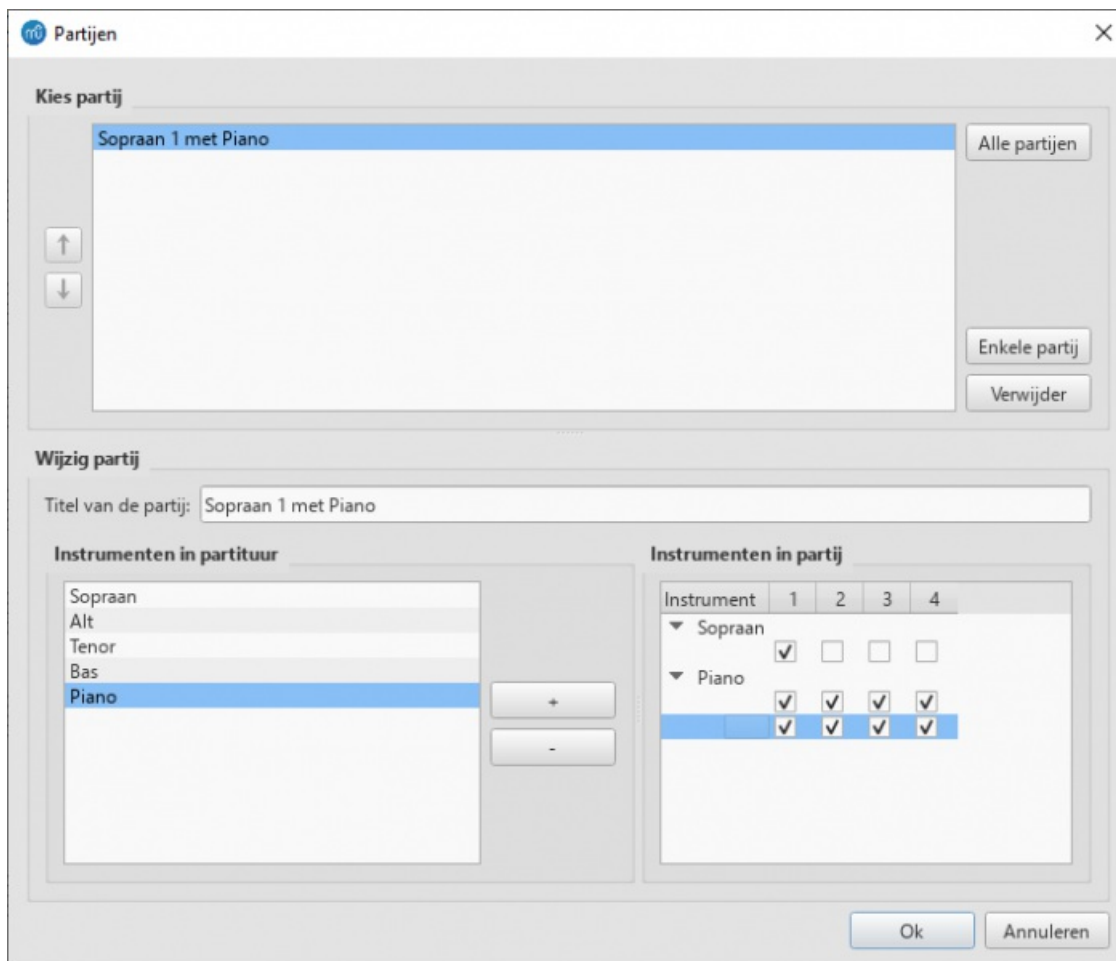 Partijen
Kies partij
Sopraan 1 met Piano
Alle partijen
Enkele partij
Verwijder
Wijzig partij
Titel van de partij: Sopraan 1 met Piano
Instrumenten in partituur
Sopraan
Alt
Tenor
Bas
Piano
+
-
Instrumenten in partij
Instrument 1 2 3 4
Sopraan
Piano
Ok
Annuleren